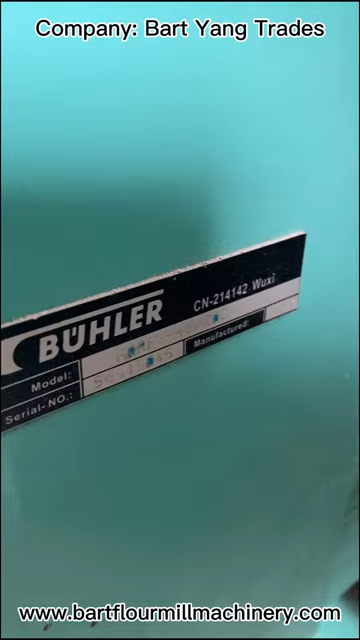 Company: Bart Yang Trades
BÜHLER
CN-214142 Wuxi
Model:
Manufactured:
Serial-NO.:
www.bartflourmillmachinery.com